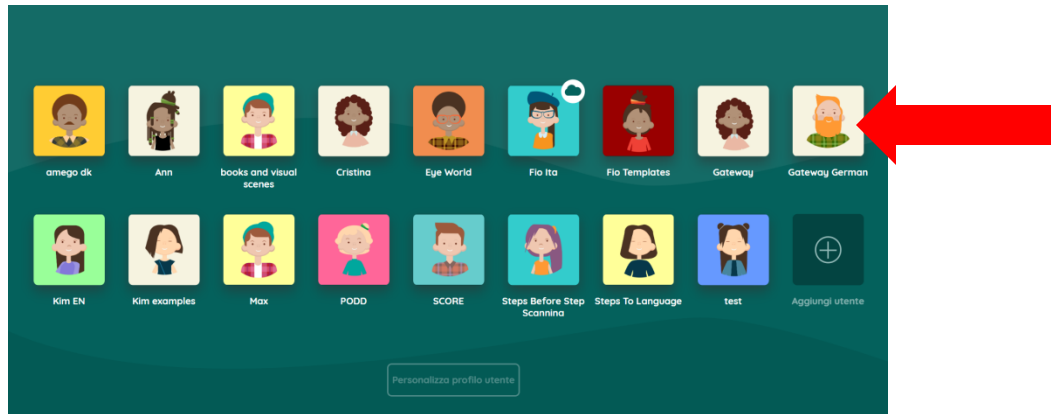 amego dk
Ann
books and visual
scenes
Cristina
Eye World
Fio Ita
Fio Templates
Gateway
Gateway German
Kim EN
Kim examples
Max
PODD
SCORE
Steps Before Step
Scanning
Steps To Language
test
Aggiungi utente
Personalizza profilo utente